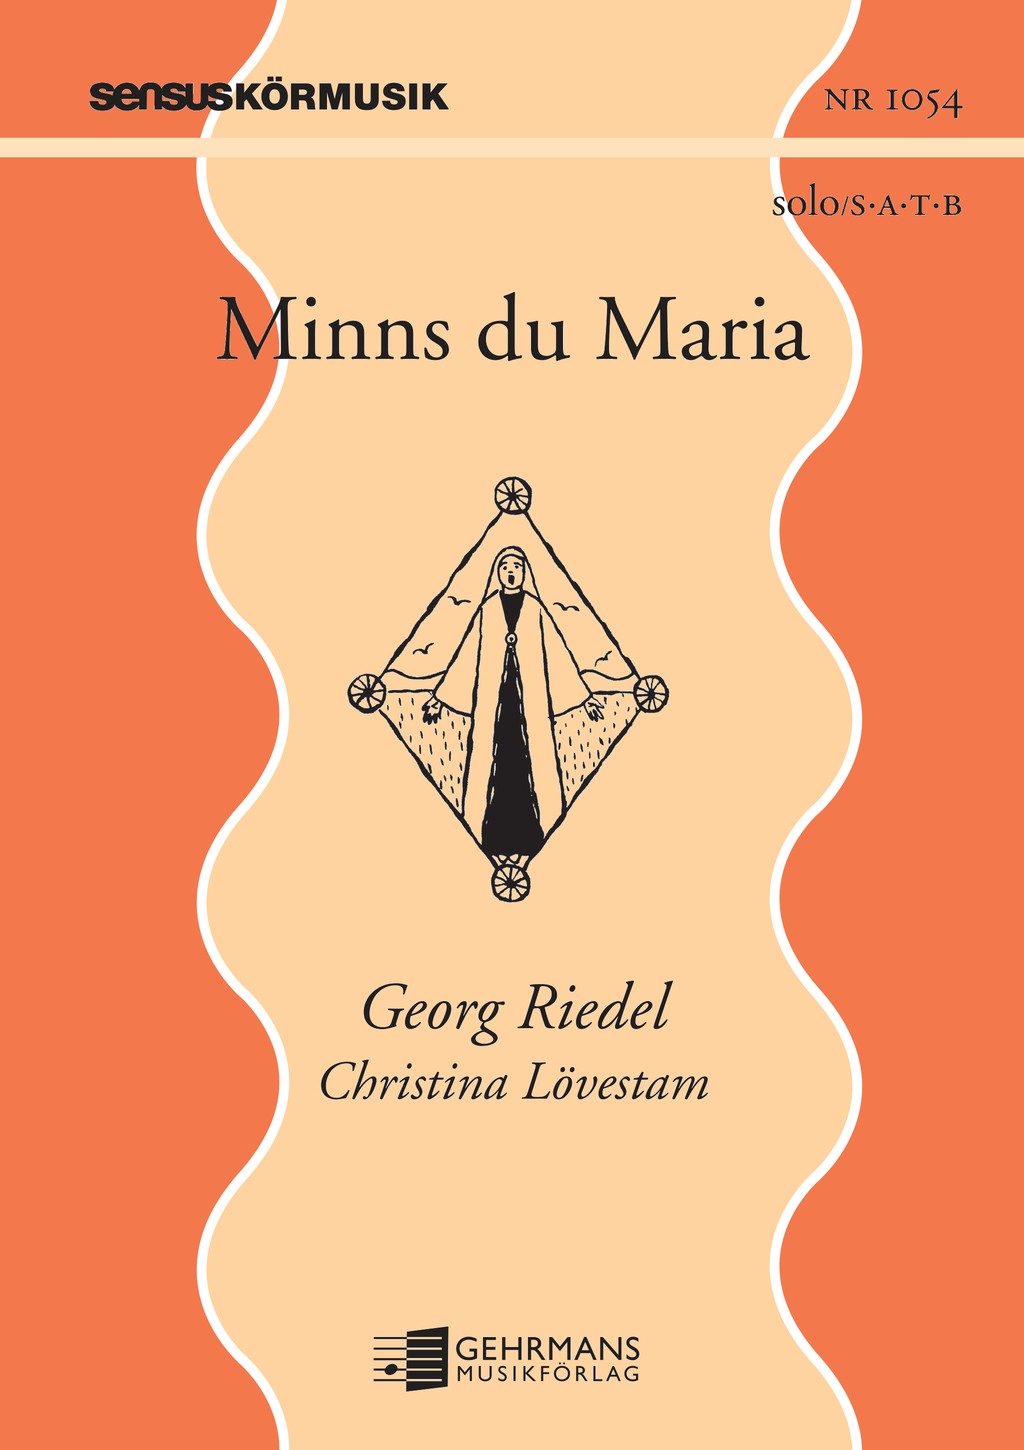 sensusKÖRMUSIK
NR 1054
solo/S·A·T·B
Minns du Maria
Georg Riedel
Christina Lövestam
GEHRMANS
MUSIKFÖRLAG